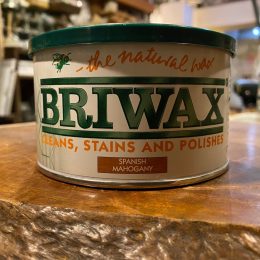 the natural wax
BRIWAX
CLEANS, STAINS AND POLISHES
SPANISH
MAHOGANY